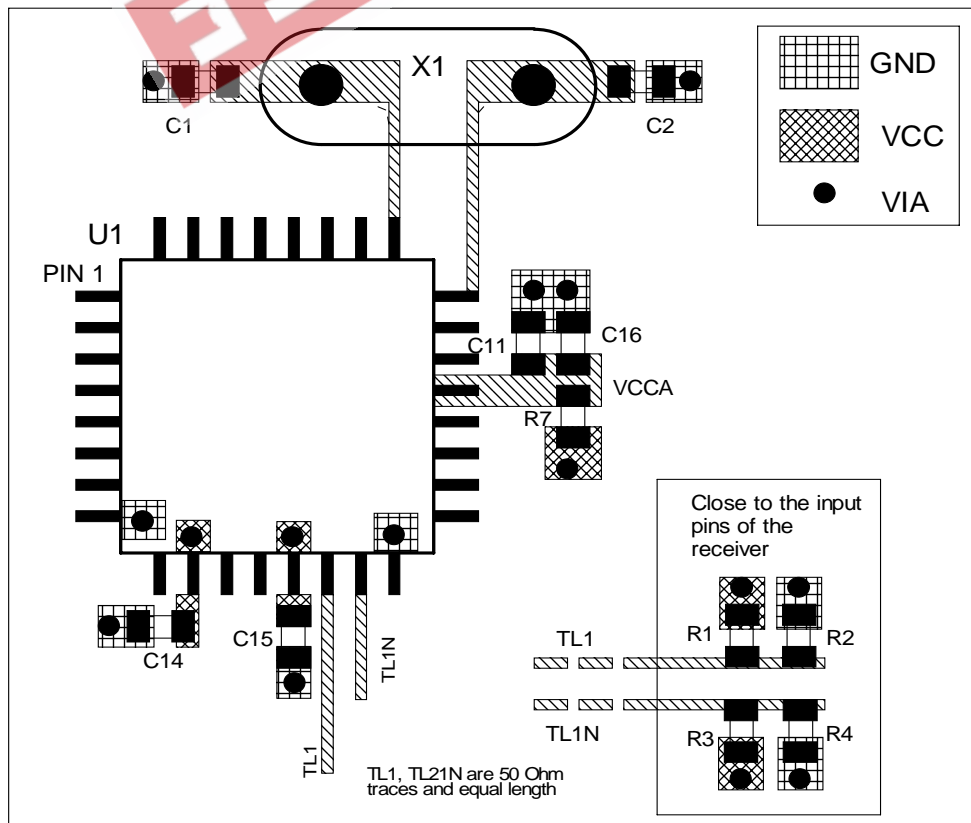 X1
GND
C1
C2
VCC
VIA
U1
PIN 1
C11
C16
VCCA
R7
Close to the input
pins of the
receiver
R1
R2
TL1
C15
C14
TL1N
TL1N
R3
R4
TL1
TL1, TL21N are 50 Ohm
traces and equal length